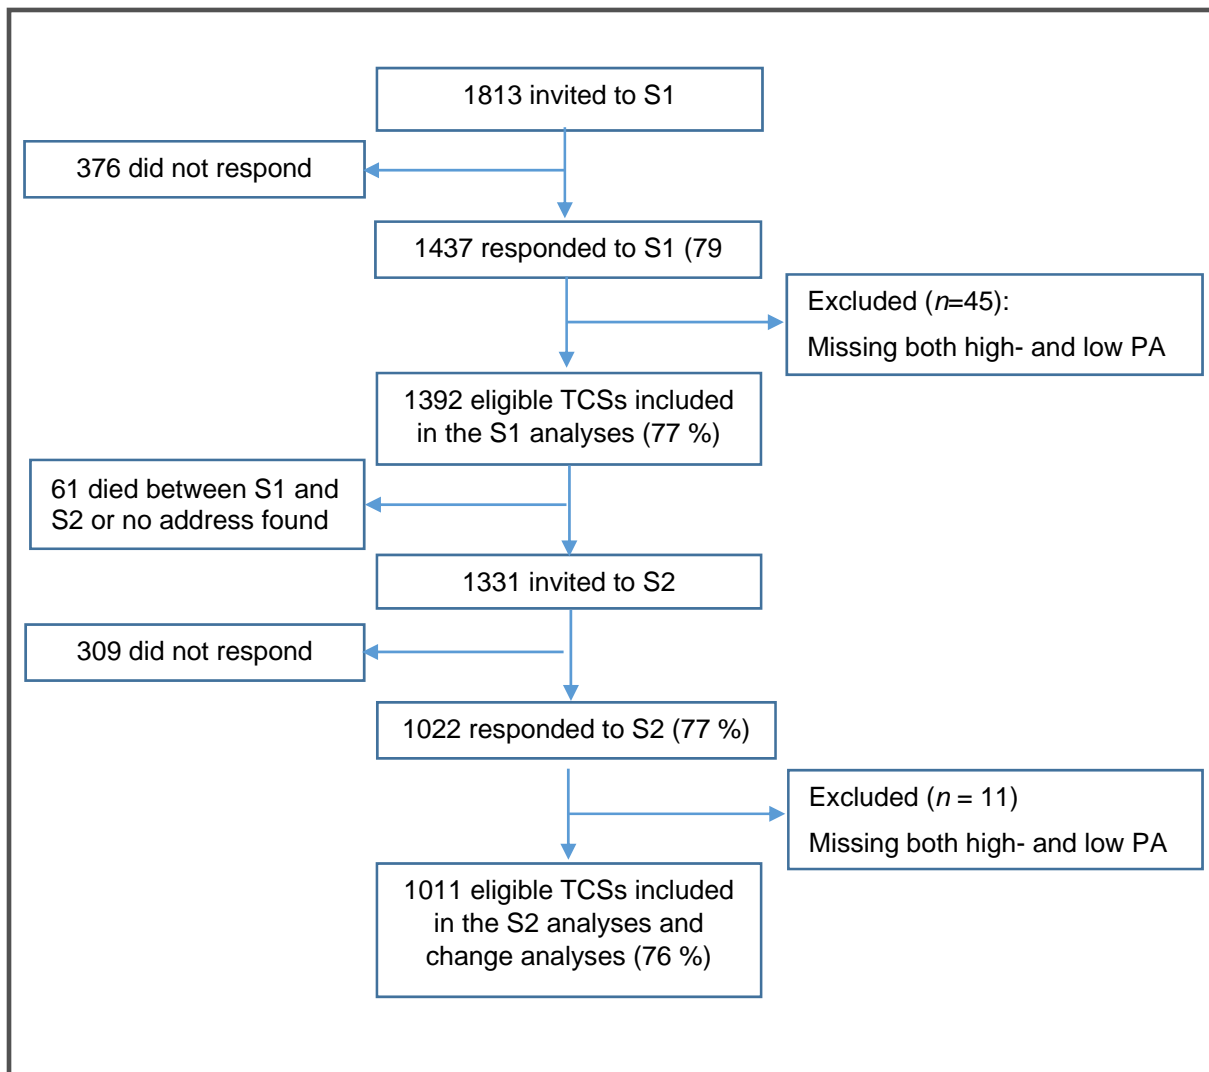 1813 invited to S1
376 did not respond
1437 responded to S1 (79
Excluded (n=45):
Missing both high- and low PA
1392 eligible TCSs included
in the S1 analyses (77 %)
61 died between S1 and
S2 or no address found
1331 invited to S2
309 did not respond
1022 responded to S2 (77 %)
Excluded (n = 11)
Missing both high- and low PA
1011 eligible TCSs included
in the S2 analyses and
change analyses (76 %)